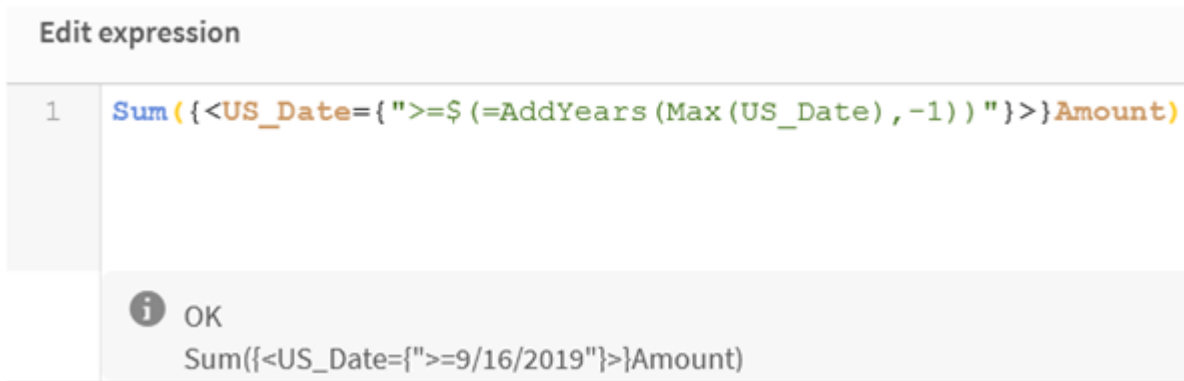 Edit expression
1 Sum({<US_Date={">=$(=AddYears(Max(US_Date),-1))"}>}Amount)
OK
Sum({<US_Date={">=9/16/2019"}>}Amount)